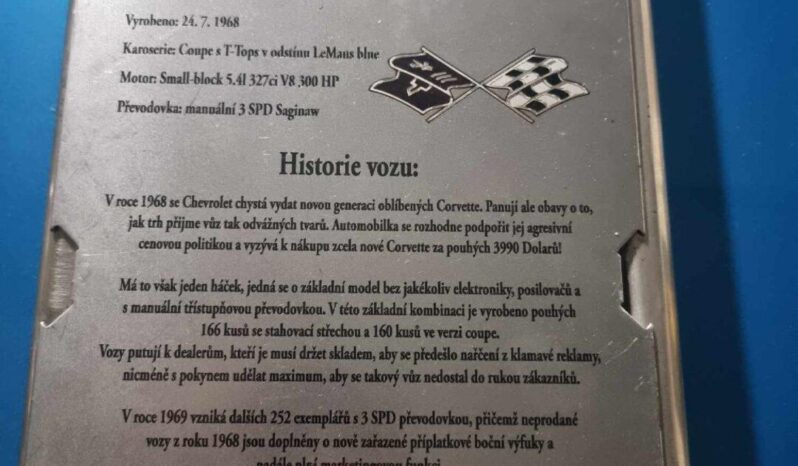 Vyrobeno: 24. 7. 1968
Karoserie: Coupe s T-Tops v odstínu LeMans blue
Motor: Small-block 5.4l 327ci V8 300 HP
Převodovka: manuální 3 SPD Saginaw
Historie vozu:
V roce 1968 se Chevrolet chystá vydat novou generaci oblíbených Corvette. Panují ale obavy o to,
jak trh přijme vůz tak odvážných tvarů. Automobilka se rozhodne podpořit jej agresivní
cenovou politikou a vyzývá k nákupu zcela nové Corvette za pouhých 3990 Dolarů!
Má to však jeden háček, jedná se o základní model bez jakékoliv elektroniky, posilovačů a
s manuální třístupňovou převodovkou. V této základní kombinaci je vyrobeno pouhých
166 kusů se stahovací střechou a 160 kusů ve verzi coupe.
Vozy putují k dealerům, kteří je musí držet skladem, aby se předešlo nařčení z klamavé reklamy,
nicméně s pokynem udělat maximum, aby se takový vůz nedostal do rukou zákazníků.
V roce 1969 vzniká dalších 252 exemplářů s 3 SPD převodovkou, přičemž neprodané
vozy z roku 1968 jsou doplněny o nově zařazené příplatkové boční výfuky a
nadále plní marketingovou funkci